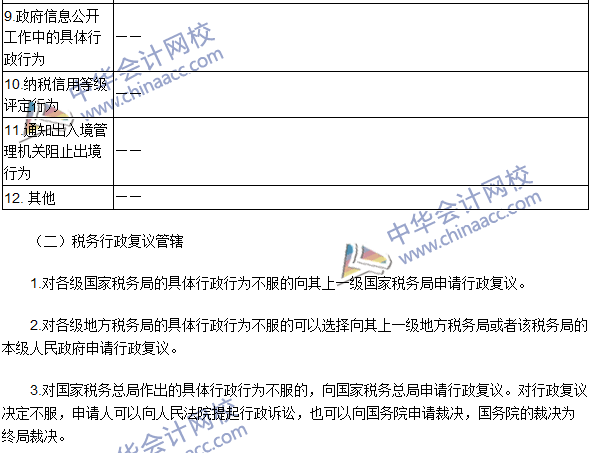 9.政府信息公开
工作中的具体行
政行为
——
10.纳税信用等级
评定行为
——
11.通知出入境管
理机关阻止出境
行为
——
12. 其他
——
（二）税务行政复议管辖
1.对各级国家税务局的具体行政行为不服的向其上一级国家税务局申请行政复议。
2.对各级地方税务局的具体行政行为不服的可以选择向其上一级地方税务局或者该税务局的
本级人民政府申请行政复议。
3.对国家税务总局作出的具体行政行为不服的，向国家税务总局申请行政复议。对行政复议
决定不服，申请人可以向人民法院提起行政诉讼，也可以向国务院申请裁决，国务院的裁决为
终局裁决。
中华会计网校
www.chinaacc.com
中华会计网校
www.chinaacc.com
中华会计网校
www.chinaacc.com